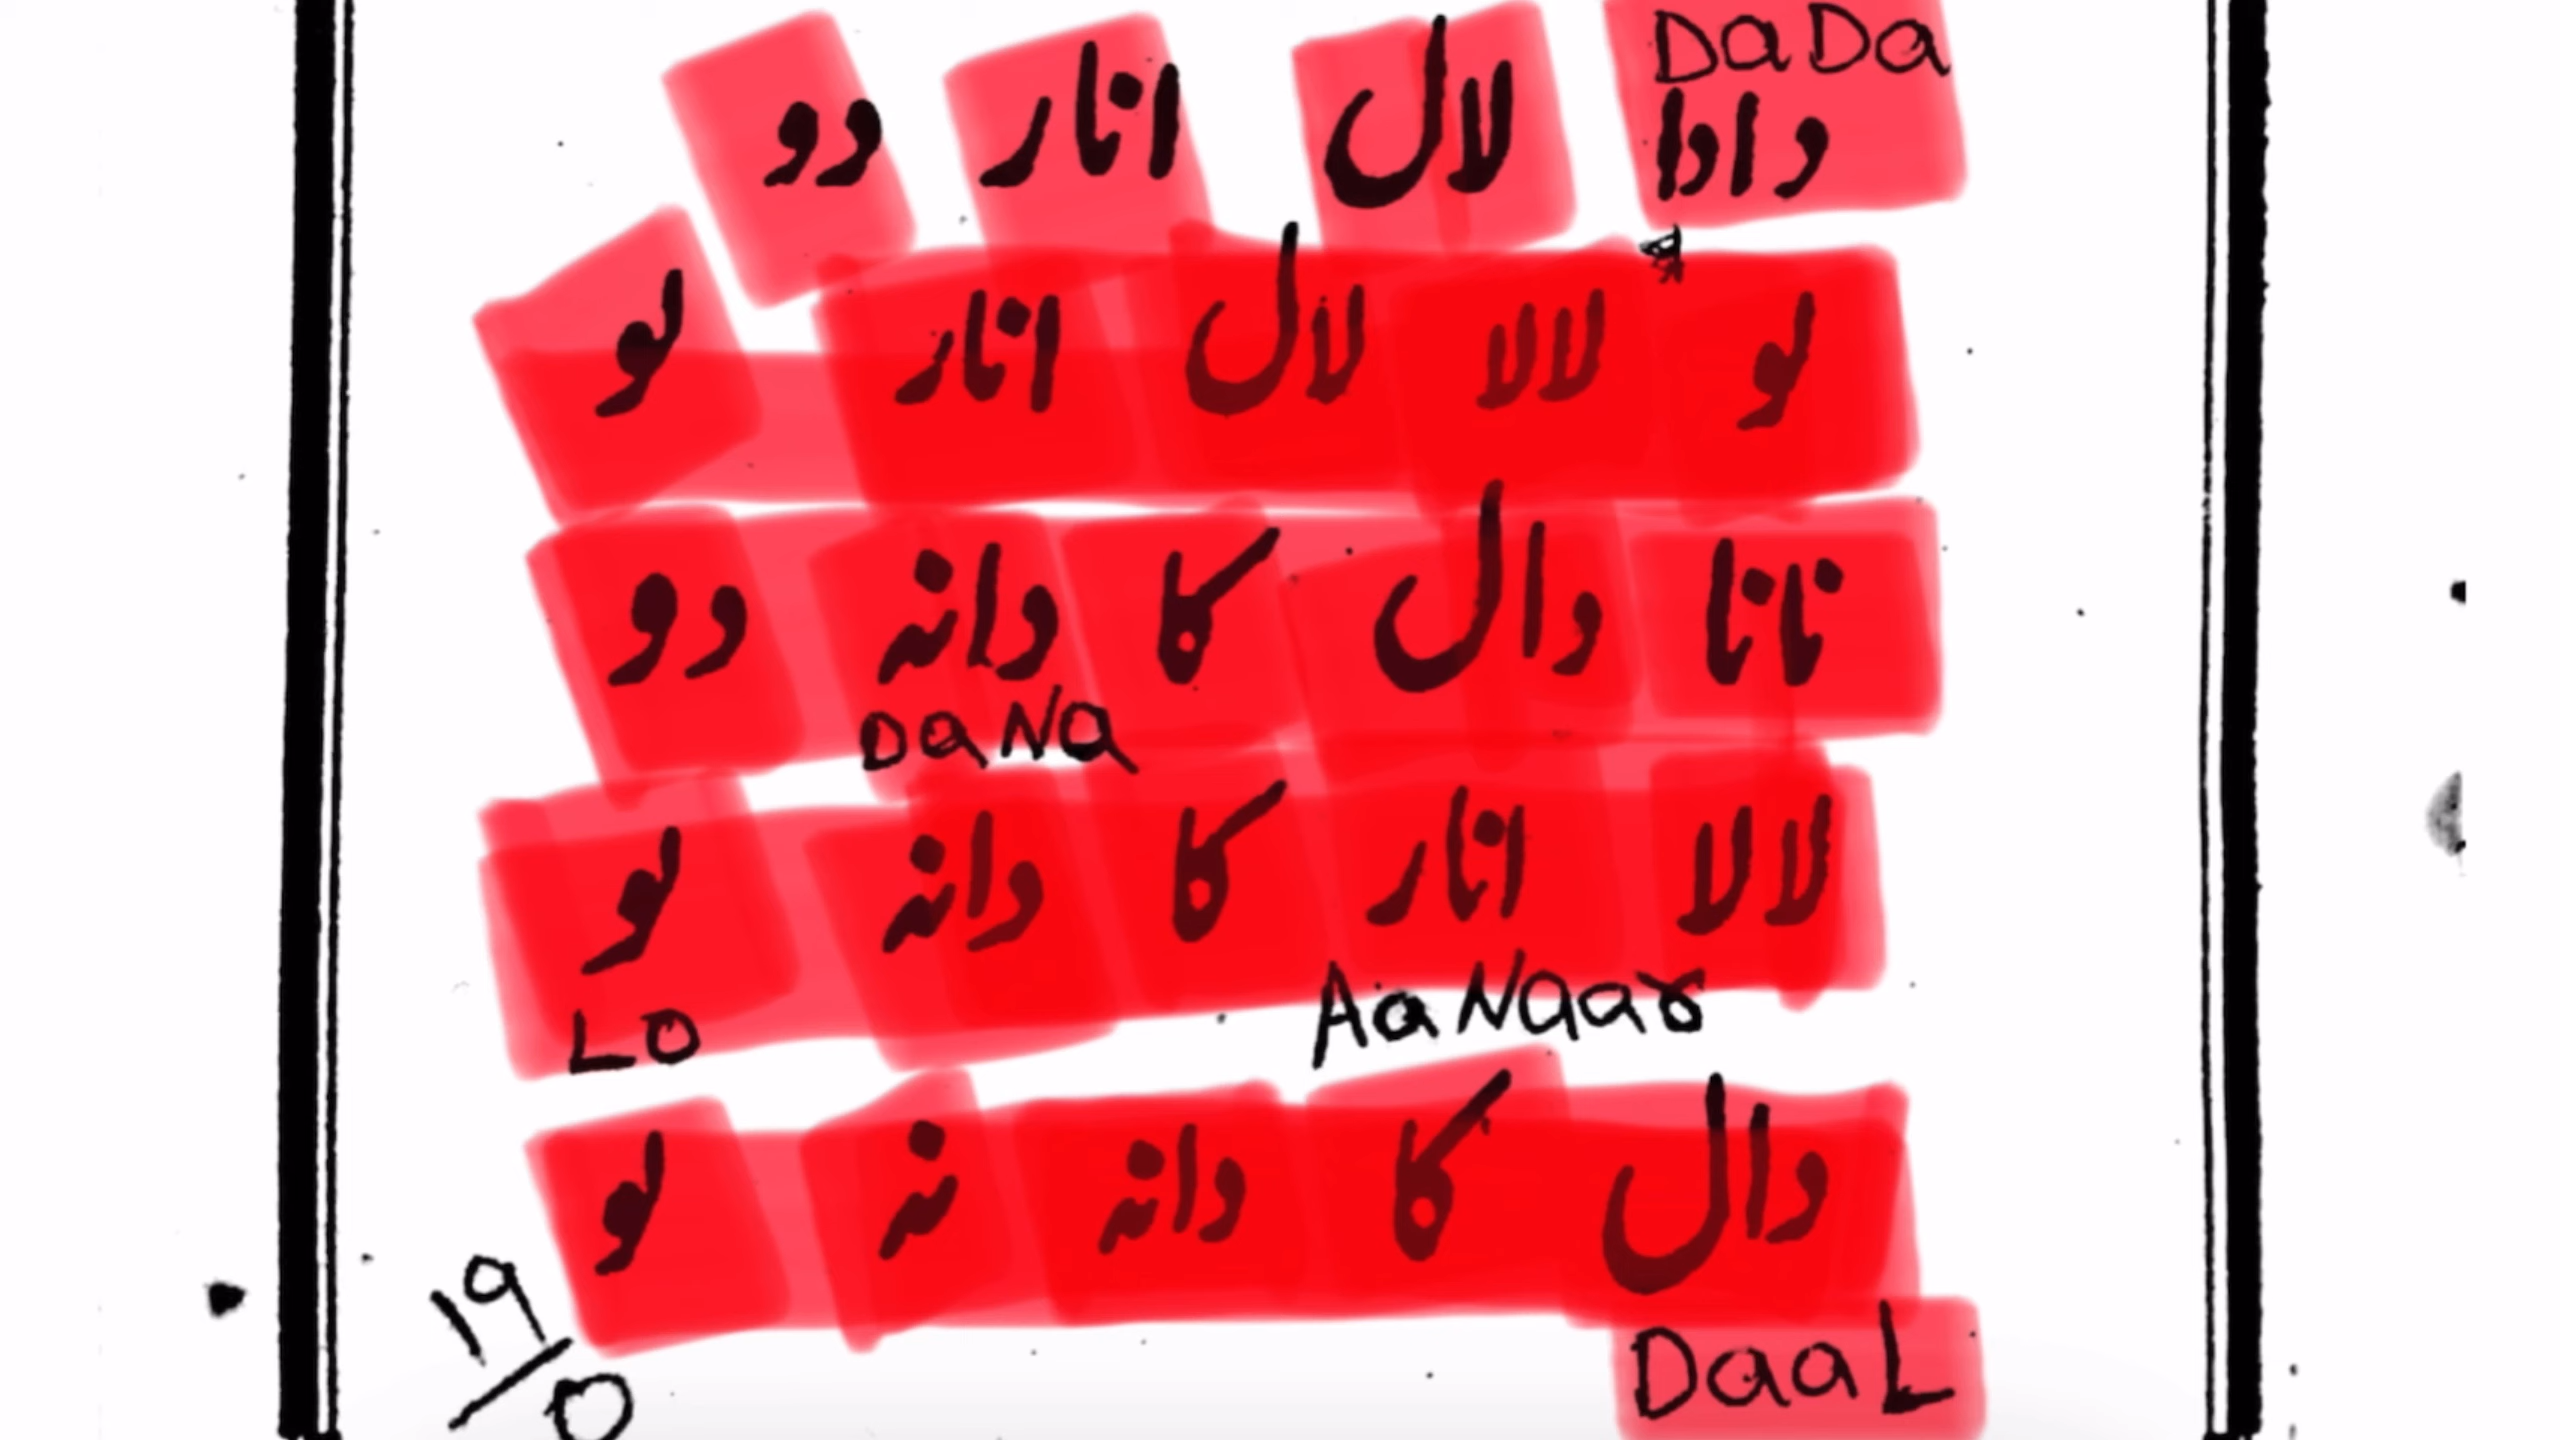 DaDa
دادا لال انار دو
لو لالا لال انار لو
نانا دال کا دانہ دو
DaNa
لالا انار کا دانہ لو
Lo AaNaar
دال کا دانہ نہ لو
19/0
DaaL